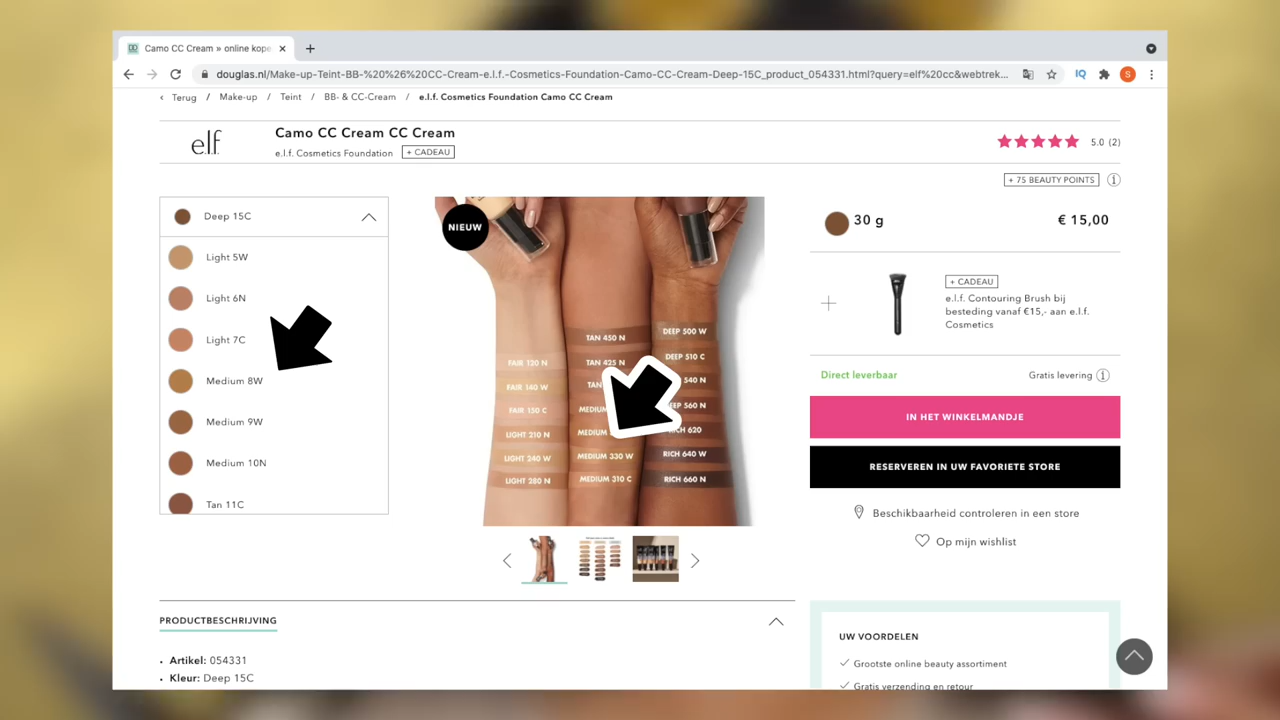 Camo CC Cream » online kope
douglas.nl/Make-up-Teint-BB-%20%26%20CC-Cream-e.l.f.-Cosmetics-Foundation-Camo-CC-Cream-Deep-15C_product_054331.html?query=elf%20cc&webtrek...
IQ
S
Terug / Make-up / Teint / BB- & CC-Cream / e.l.f. Cosmetics Foundation Camo CC Cream
e.l.f.
Camo CC Cream CC Cream
e.l.f. Cosmetics Foundation + CADEAU
5.0 (2)
+ 75 BEAUTY POINTS
Deep 15C
Light 5W
Light 6N
Light 7C
Medium 8W
Medium 9W
Medium 10N
Tan 11C
NIEUW
FAIR 120 N
FAIR 140 W
FAIR 150 C
LIGHT 210 N
LIGHT 240 W
LIGHT 280 N
TAN 450 N
TAN 425 N
TAN
MEDIUM
MEDIUM
MEDIUM 330 W
MEDIUM 310 C
DEEP 500 W
DEEP 510 C
540 N
560 N
620
RICH 640 W
RICH 660 N
30 g € 15,00
+ CADEAU
e.l.f. Contouring Brush bij
besteding vanaf €15,- aan e.l.f.
Cosmetics
Direct leverbaar Gratis levering
IN HET WINKELMANDJE
RESERVEREN IN UW FAVORIETE STORE
Beschikbaarheid controleren in een store
Op mijn wishlist
PRODUCTBESCHRIJVING
Artikel: 054331
Kleur: Deep 15C
UW VOORDELEN
Grootste online beauty assortiment
Gratis verzending en retour